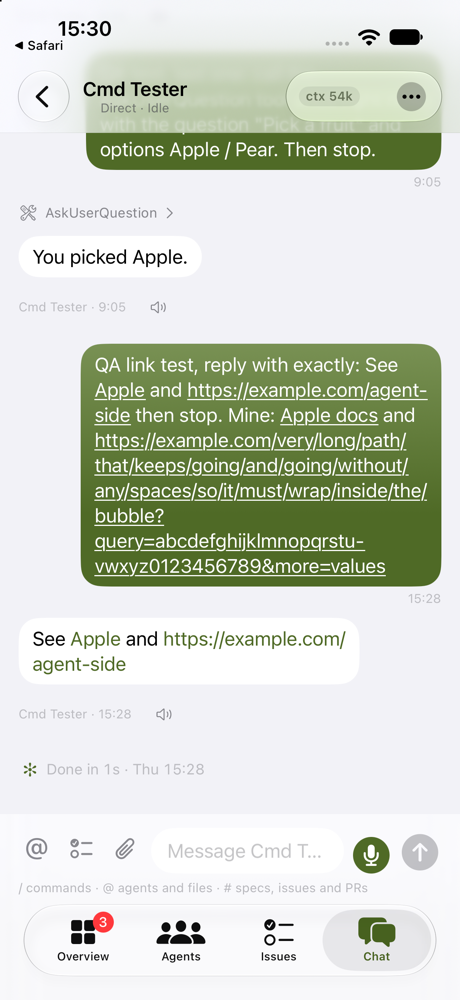 15:30
◀ Safari
Cmd Tester
Direct · Idle
ctx 54k
with the question "Pick a fruit" and
options Apple / Pear. Then stop.
9:05
AskUserQuestion
You picked Apple.
Cmd Tester · 9:05
QA link test, reply with exactly: See
Apple and https://example.com/agent-
side then stop. Mine: Apple docs and
https://example.com/very/long/path/
that/keeps/going/and/going/without/
any/spaces/so/it/must/wrap/inside/the/
bubble?
query=abcdefghijklmnopqrstu-
vwxyz0123456789&more=values
15:28
See Apple and https://example.com/
agent-side
Cmd Tester · 15:28
Done in 1s · Thu 15:28
Message Cmd T...
/ commands · @ agents and files · # specs, issues and PRs
3
Overview
Agents
Issues
Chat